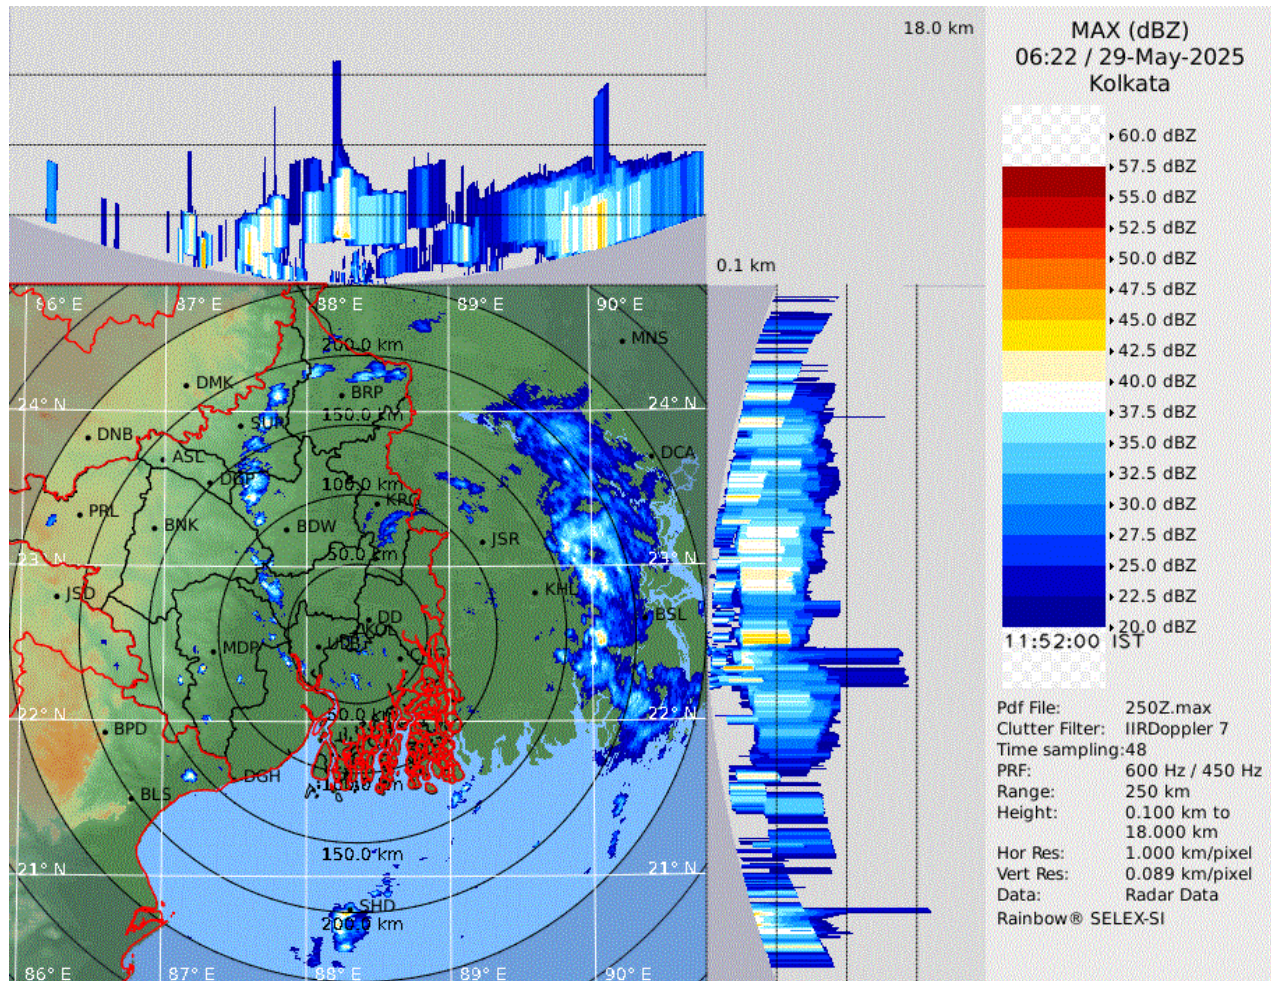 18.0 km
0.1 km
MAX (dBZ)
06:22 / 29-May-2025
Kolkata
60.0 dBZ
57.5 dBZ
55.0 dBZ
52.5 dBZ
50.0 dBZ
47.5 dBZ
45.0 dBZ
42.5 dBZ
40.0 dBZ
37.5 dBZ
35.0 dBZ
32.5 dBZ
30.0 dBZ
27.5 dBZ
25.0 dBZ
22.5 dBZ
20.0 dBZ
11:52:00 IST
Pdf File: 250Z.max
Clutter Filter: IIRDoppler 7
Time sampling:48
PRF: 600 Hz / 450 Hz
Range: 250 km
Height: 0.100 km to
18.000 km
Hor Res: 1.000 km/pixel
Vert Res: 0.089 km/pixel
Data: Radar Data
Rainbow® SELEX-SI
86° E 87° E 88° E 89° E 90° E
MNS
200.0 km
DMK
BRP
24° N 150.0 km 24° N
DNB
ASL
DCA
100.0 km
PRL
BNK
BDW
JSR
50.0 km
23° N 23° N
JSD
KHL
BSL
DD
MDP
50.0 km
22° N 22° N
BPD
DGH
100.0 km
BLS
150.0 km
21° N 21° N
SHD
200.0 km
86° E 87° E 88° E 89° E 90° E